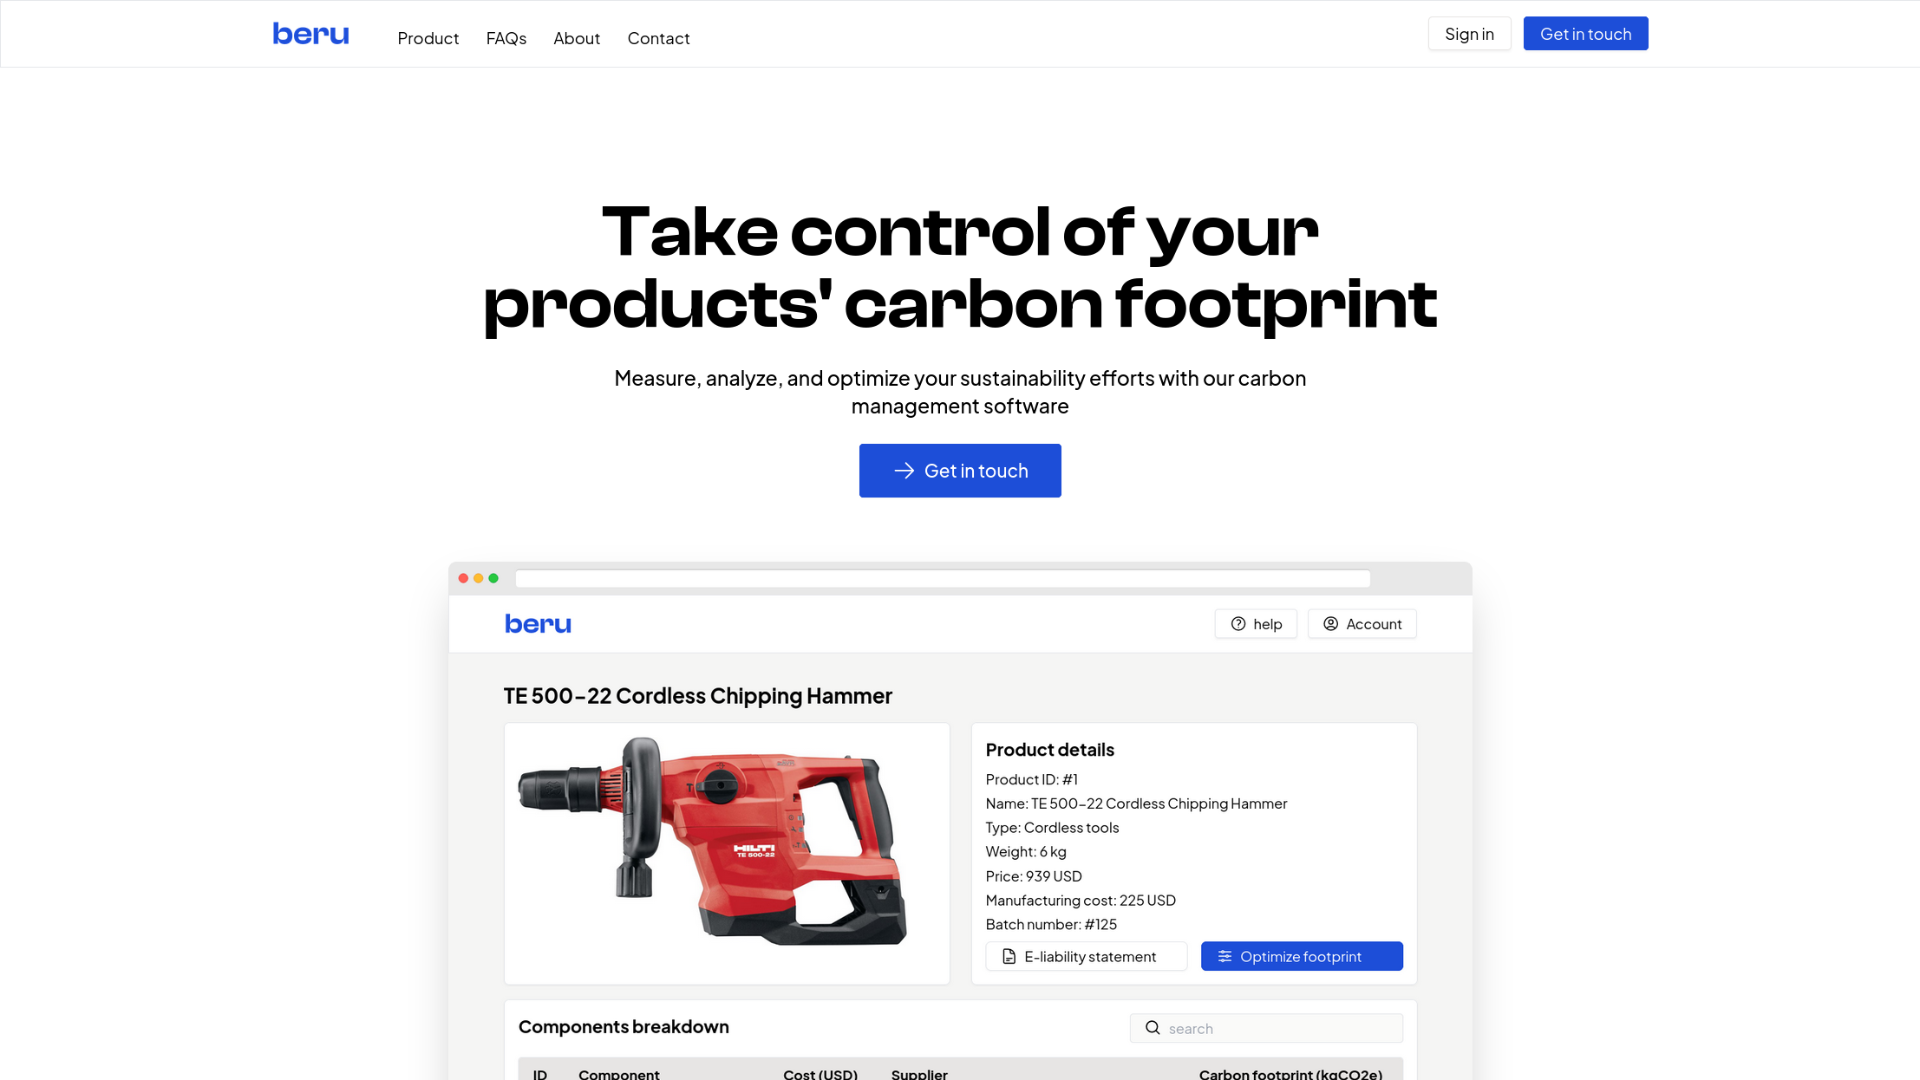 beru
Product
FAQs
About
Contact
Sign in
Get in touch
Take control of your
products' carbon footprint
Measure, analyze, and optimize your sustainability efforts with our carbon
management software
Get in touch
beru
help
Account
TE 500-22 Cordless Chipping Hammer
HILTI
TE 500-22
Product details
Product ID: #1
Name: TE 500-22 Cordless Chipping Hammer
Type: Cordless tools
Weight: 6 kg
Price: 939 USD
Manufacturing cost: 225 USD
Batch number: #125
E-liability statement
Optimize footprint
Components breakdown
search
ID Component Cost (USD) Supplier Carbon footprint (kgCO2e)